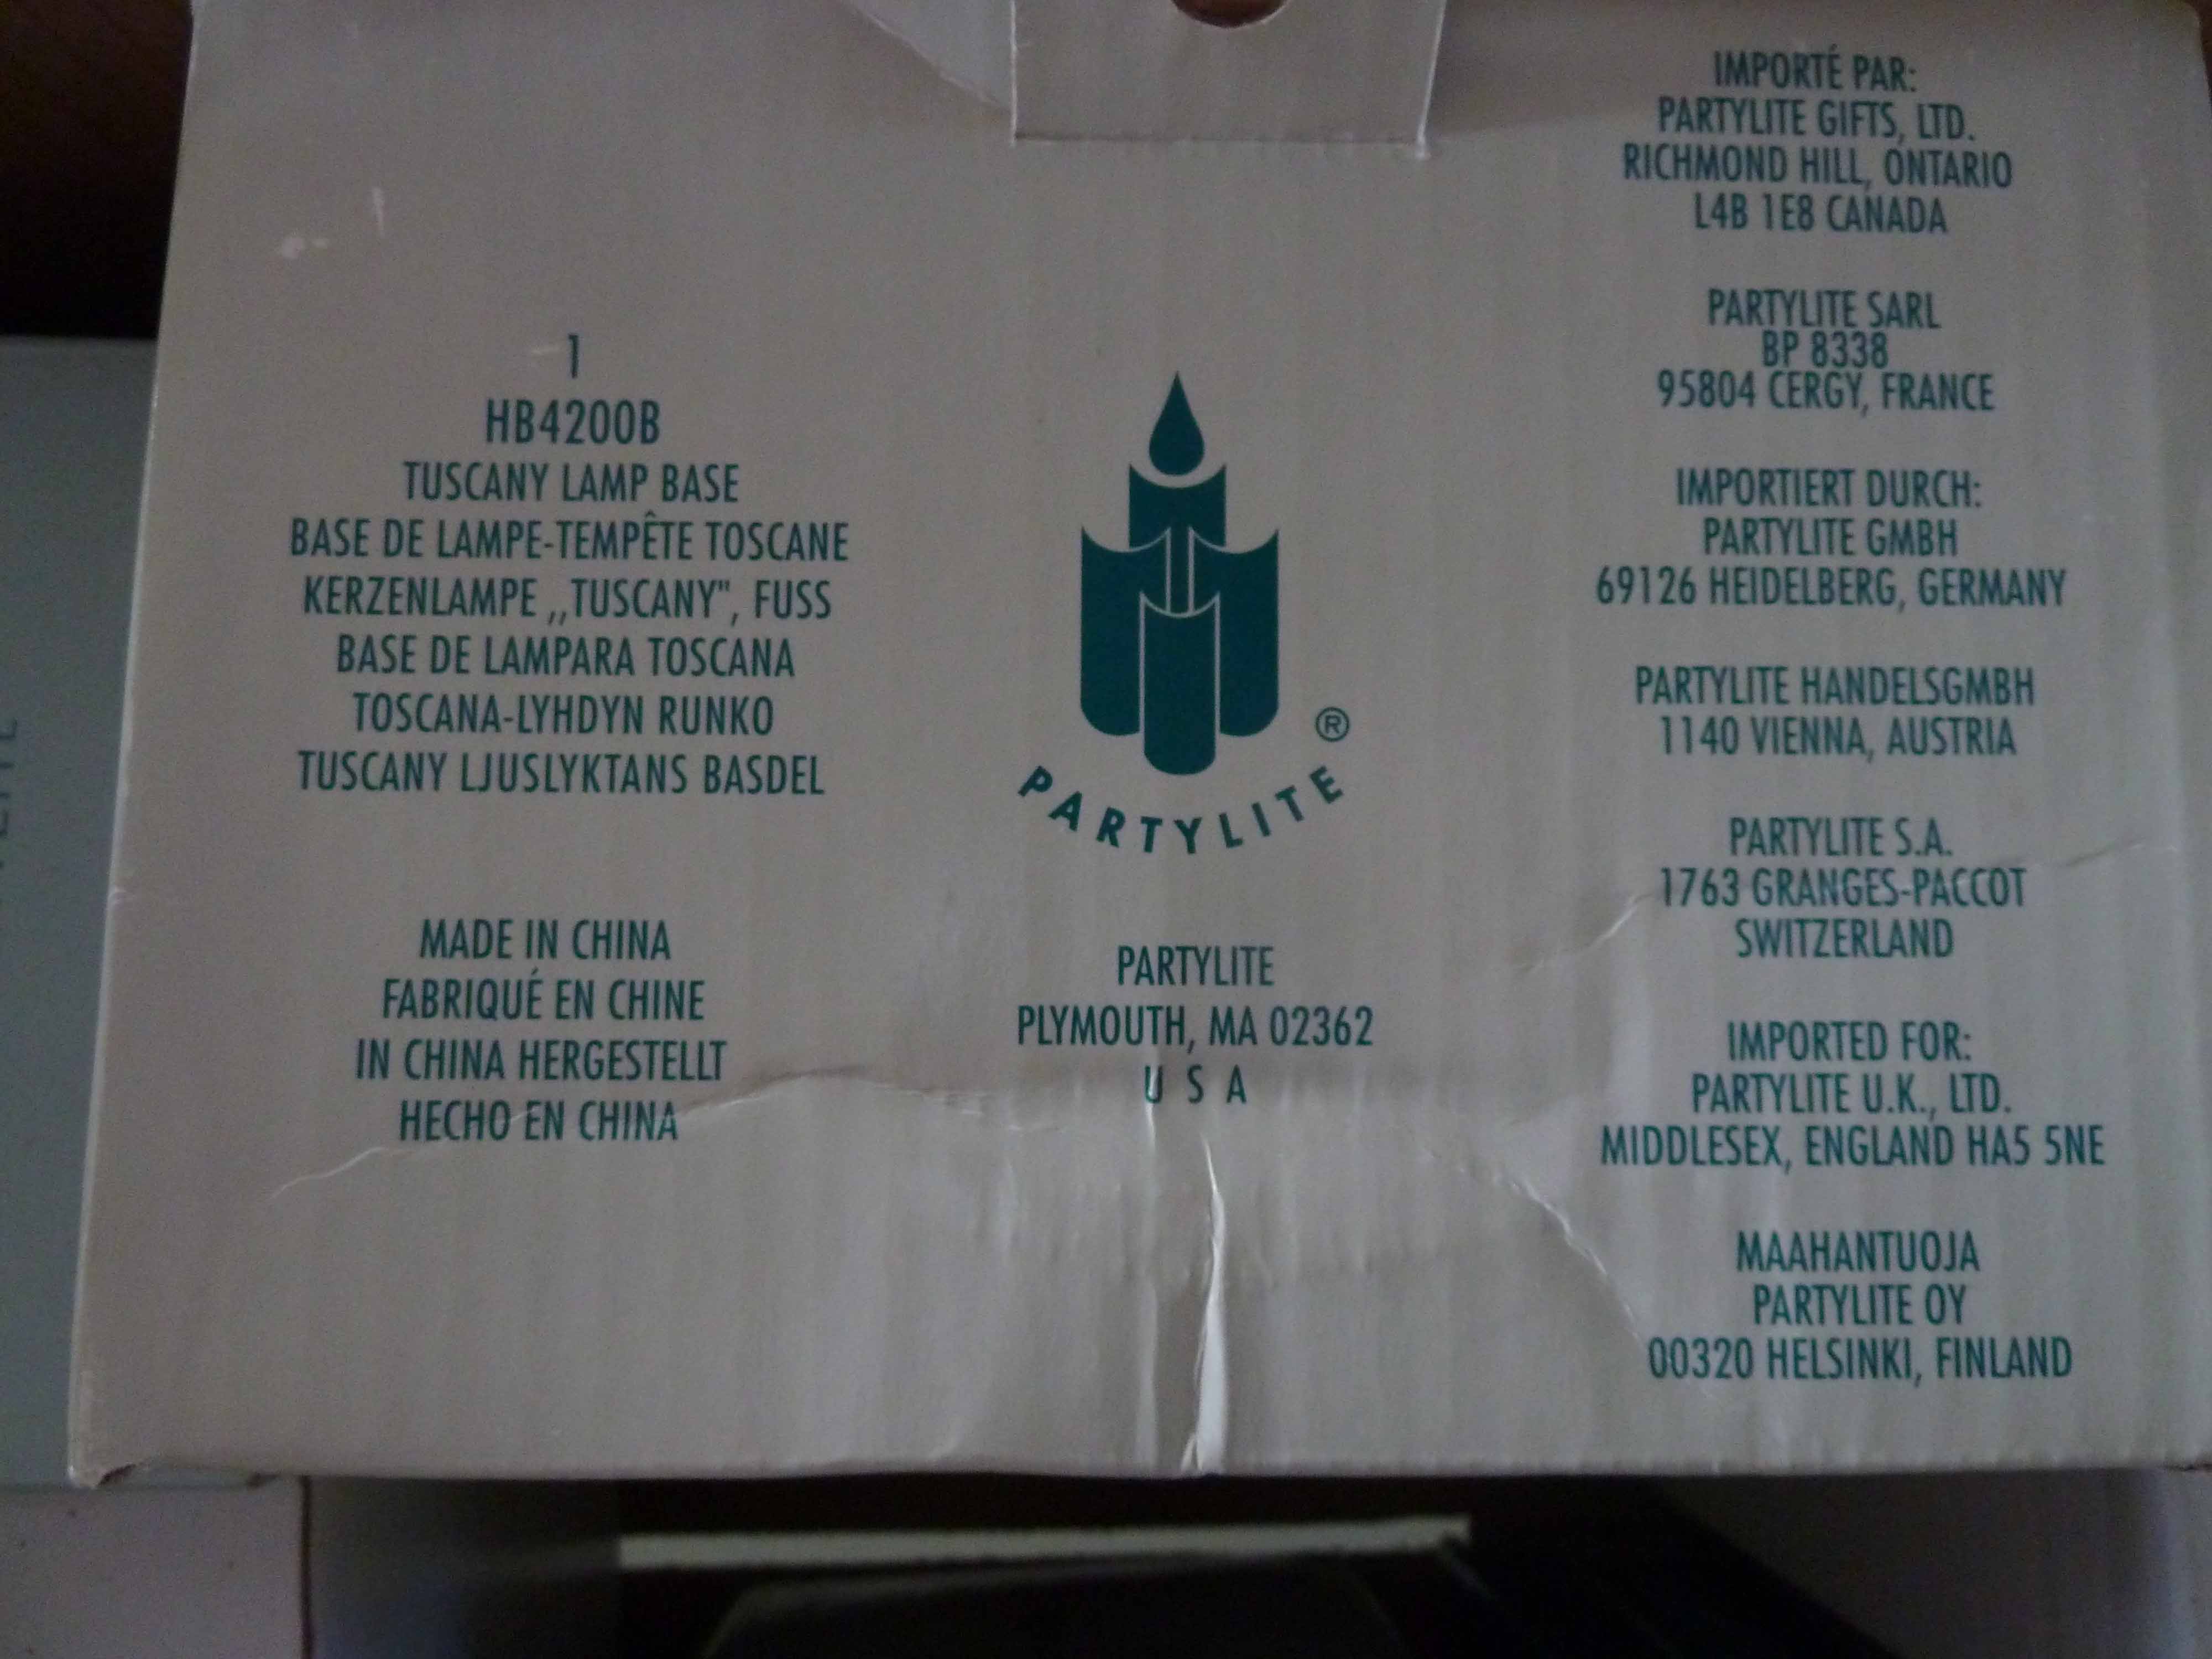 1
HB4200B
TUSCANY LAMP BASE
BASE DE LAMPE-TEMPÊTE TOSCANE
KERZENLAMPE ,,TUSCANY", FUSS
BASE DE LAMPARA TOSCANA
TOSCANA-LYHDYN RUNKO
TUSCANY LJUSLYKTANS BASDEL
MADE IN CHINA
FABRIQUÉ EN CHINE
IN CHINA HERGESTELLT
HECHO EN CHINA
®
PARTYLITE
PARTYLITE
PLYMOUTH, MA 02362
U S A
IMPORTÉ PAR:
PARTYLITE GIFTS, LTD.
RICHMOND HILL, ONTARIO
L4B 1E8 CANADA
PARTYLITE SARL
BP 8338
95804 CERGY, FRANCE
IMPORTIERT DURCH:
PARTYLITE GMBH
69126 HEIDELBERG, GERMANY
PARTYLITE HANDELSGMBH
1140 VIENNA, AUSTRIA
PARTYLITE S.A.
1763 GRANGES-PACCOT
SWITZERLAND
IMPORTED FOR:
PARTYLITE U.K., LTD.
MIDDLESEX, ENGLAND HA5 5NE
MAAHANTUOJA
PARTYLITE OY
00320 HELSINKI, FINLAND